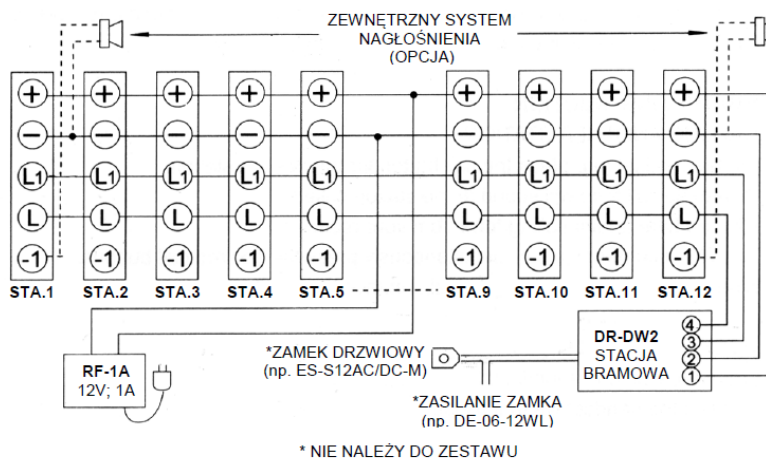 ZEWNĘTRZNY SYSTEM
NAGŁOŚNIENIA
(OPCJA)
+ + + + + + + + +
− − − − − − − − −
L1 L1 L1 L1 L1 L1 L1 L1 L1
L L L L L L L L L
-1 -1 -1 -1 -1 -1 -1 -1 -1
STA.1 STA.2 STA.3 STA.4 STA.5 STA.9 STA.10 STA.11 STA.12
RF-1A
12V; 1A
*ZAMEK DRZWIOWY
(np. ES-S12AC/DC-M)
*ZASILANIE ZAMKA
(np. DE-06-12WL)
DR-DW2
STACJA
BRAMOWA
4
3
2
1
* NIE NALEŻY DO ZESTAWU